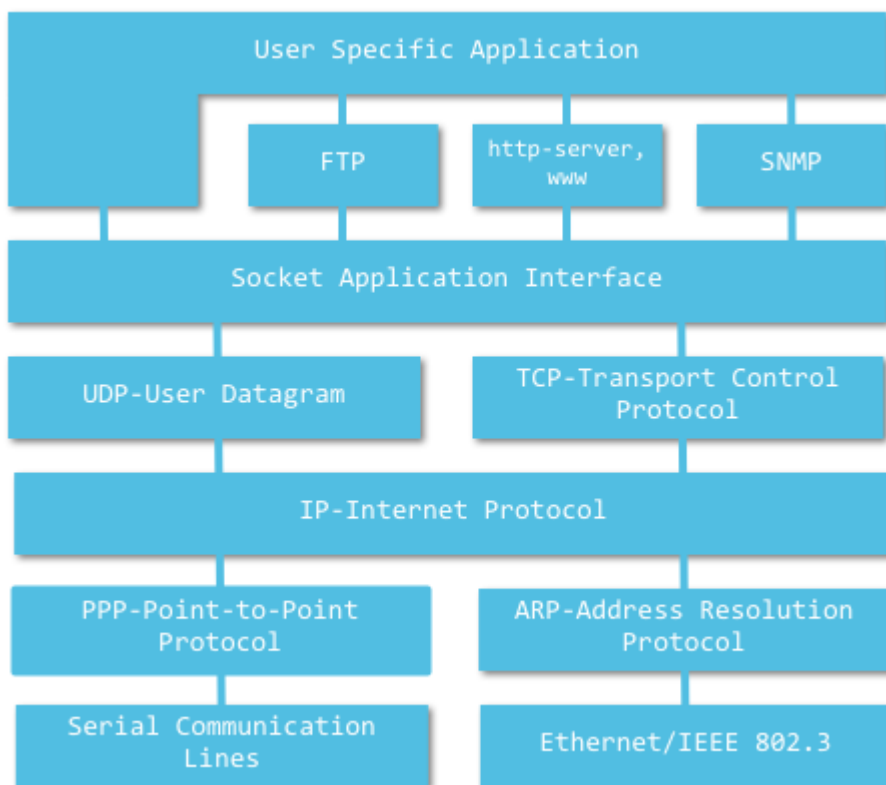 User Specific Application
FTP
http-server,
www
SNMP
Socket Application Interface
UDP-User Datagram
TCP-Transport Control
Protocol
IP-Internet Protocol
PPP-Point-to-Point
Protocol
ARP-Address Resolution
Protocol
Serial Communication
Lines
Ethernet/IEEE 802.3